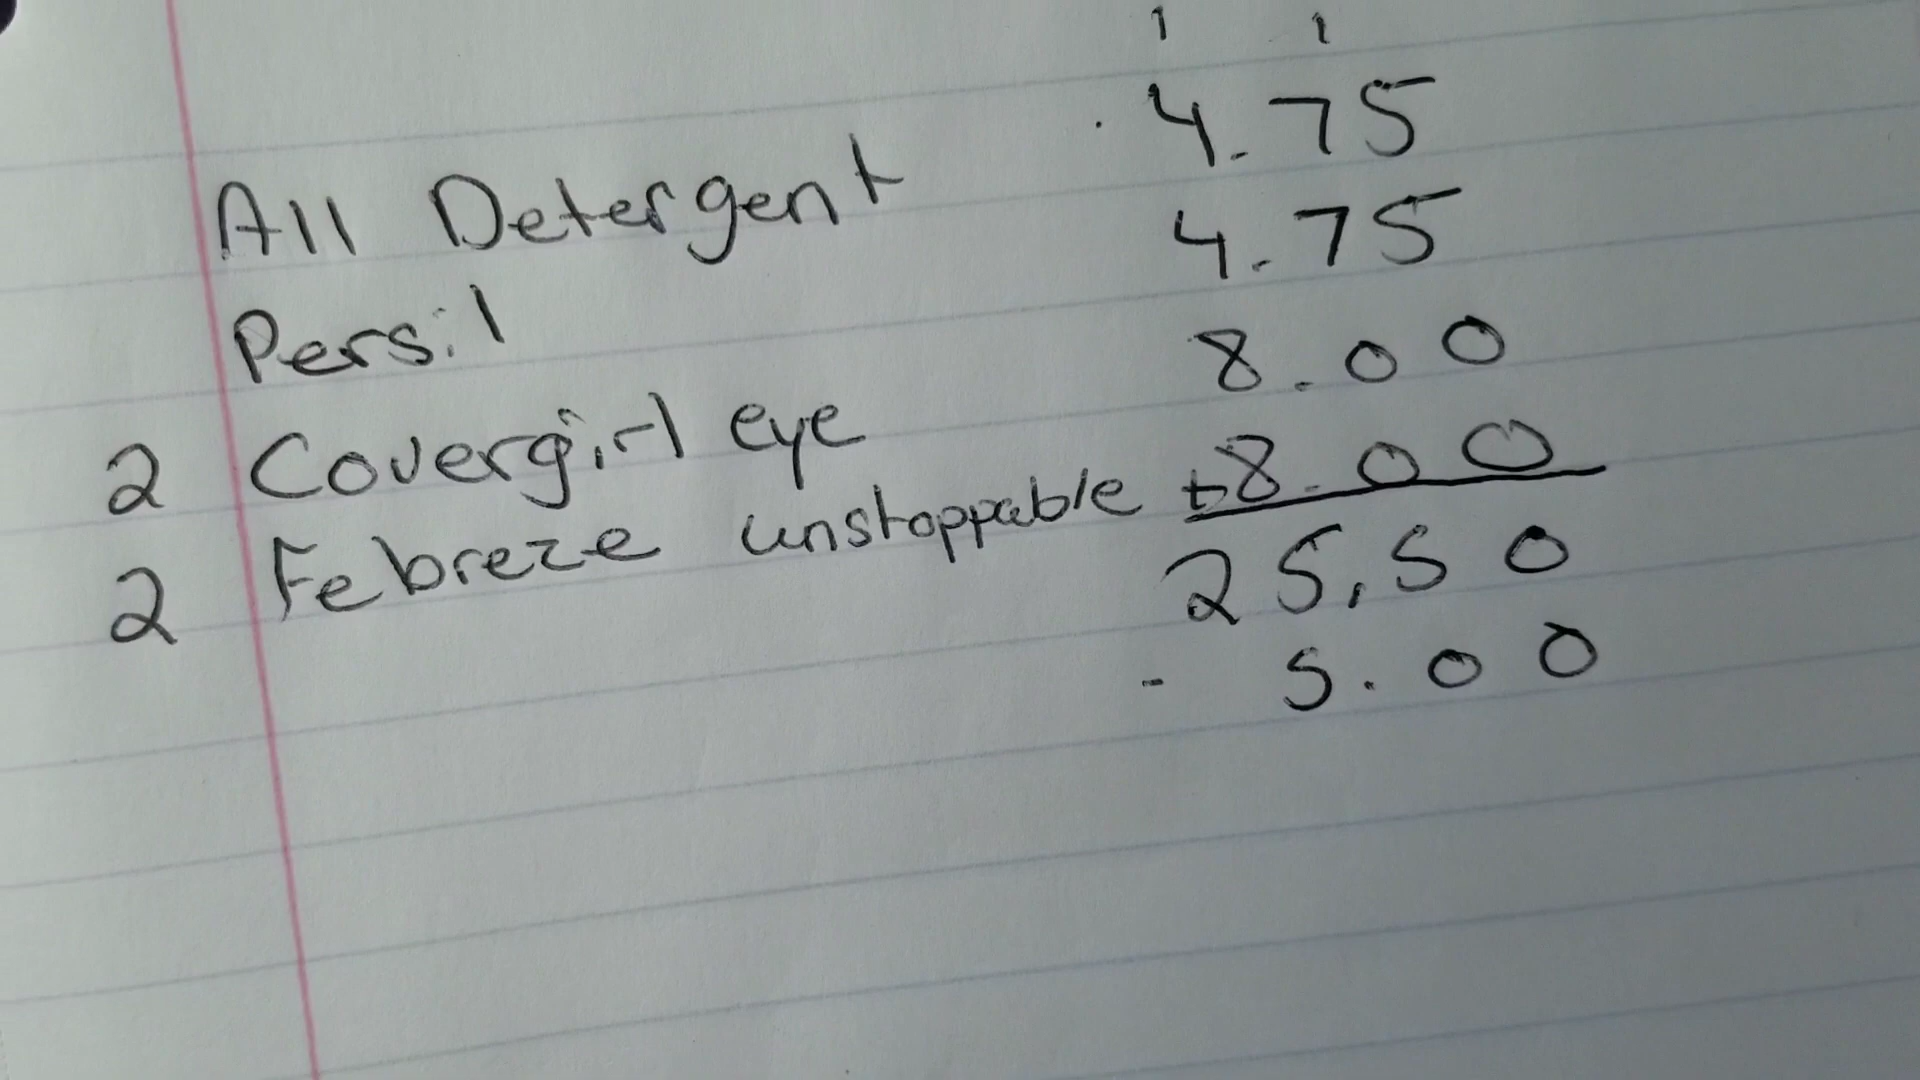 1 1
All Detergent 4.75
Persil 4.75
2 Covergirl eye 8.00
2 Febreze unstoppable +8.00
25.50
- 5.00